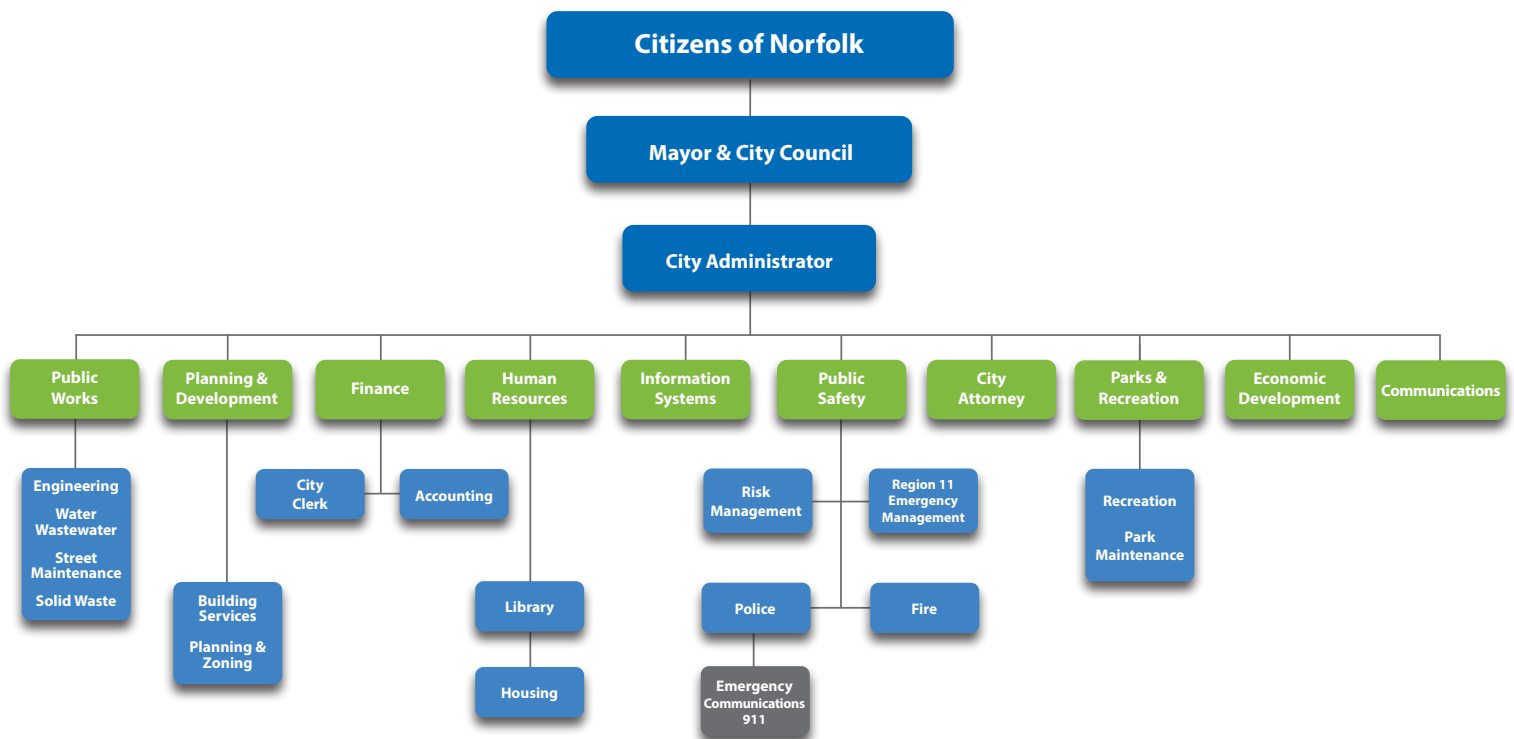 Citizens of Norfolk
Mayor & City Council
City Administrator
Public
Works
Planning &
Development
Finance
Human
Resources
Information
Systems
Public
Safety
City
Attorney
Parks &
Recreation
Economic
Development
Communications
Engineering
Water
Wastewater
Street
Maintenance
Solid Waste
Building
Services
Planning &
Zoning
City
Clerk
Accounting
Library
Housing
Risk
Management
Region 11
Emergency
Management
Police
Fire
Emergency
Communications
911
Recreation
Park
Maintenance